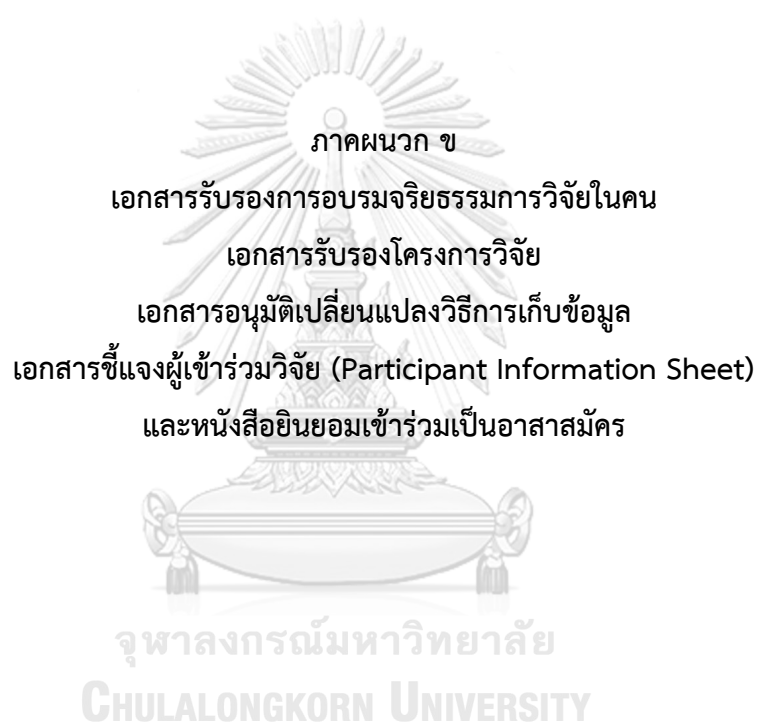 ภาคผนวก ข
เอกสารรับรองการอบรมจริยธรรมการวิจัยในคน
เอกสารรับรองโครงการวิจัย
เอกสารอนุมัติเปลี่ยนแปลงวิธีการเก็บข้อมูล
เอกสารชี้แจงผู้เข้าร่วมวิจัย (Participant Information Sheet)
และหนังสือยินยอมเข้าร่วมเป็นอาสาสมัคร
จุฬาลงกรณ์มหาวิทยาลัย
CHULALONGKORN UNIVERSITY